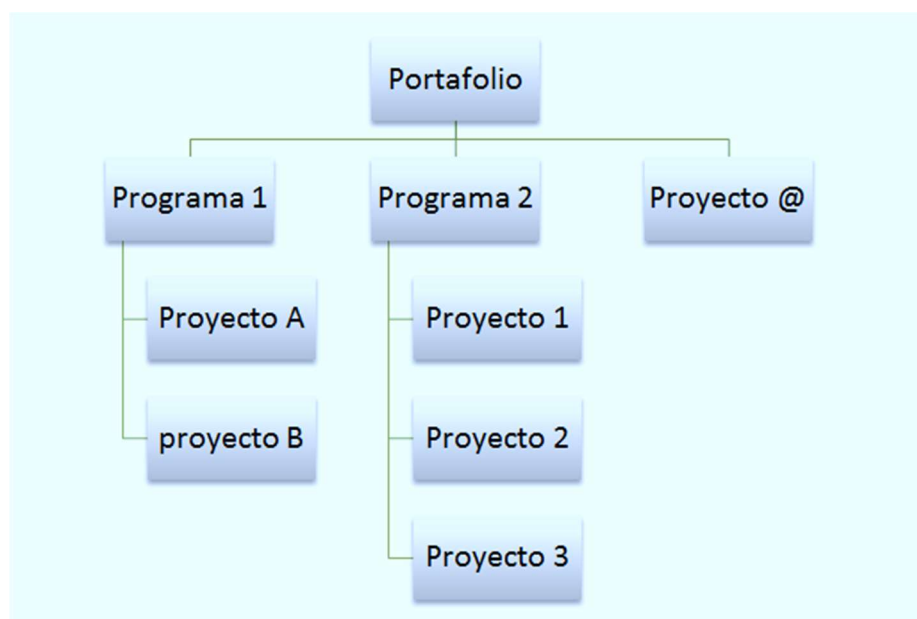 Portafolio
Programa 1
Proyecto A
proyecto B
Programa 2
Proyecto 1
Proyecto 2
Proyecto 3
Proyecto @